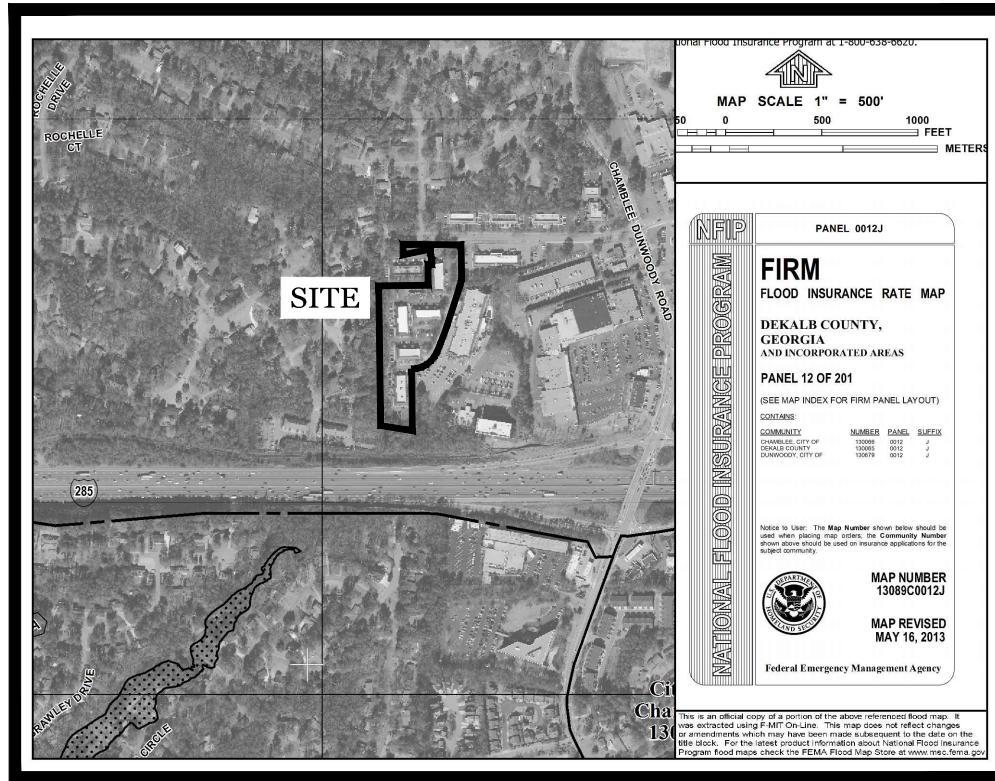 ROCHELLE
DRIVE
ROCHELLE
CT
CHAMBLEE DUNWOODY ROAD
SITE
285
RAWLEY DRIVE
CIRCLE
Cit
Cha
130
A
ional Flood Insurance Program at 1-800-638-6620.
N
MAP SCALE 1" = 500'
50 0 500 1000
FEET
METERS
NFIP
PANEL 0012J
NATIONAL FLOOD INSURANCE PROGRAM
FIRM
FLOOD INSURANCE RATE MAP
DEKALB COUNTY,
GEORGIA
AND INCORPORATED AREAS
PANEL 12 OF 201
(SEE MAP INDEX FOR FIRM PANEL LAYOUT)
CONTAINS:
COMMUNITY NUMBER PANEL SUFFIX
CHAMBLEE, CITY OF 130066 0012 J
DEKALB COUNTY 130065 0012 J
DUNWOODY, CITY OF 130679 0012 J
Notice to User: The Map Number shown below should be
used when placing map orders; the Community Number
shown above should be used on insurance applications for the
subject community.
U.S. DEPARTMENT OF
HOMELAND SECURITY
MAP NUMBER
13089C0012J
MAP REVISED
MAY 16, 2013
Federal Emergency Management Agency
This is an official copy of a portion of the above referenced flood map. It
was extracted using F-MIT On-Line. This map does not reflect changes
or amendments which may have been made subsequent to the date on the
title block. For the latest product information about National Flood Insurance
Program flood maps check the FEMA Flood Map Store at www.msc.fema.gov